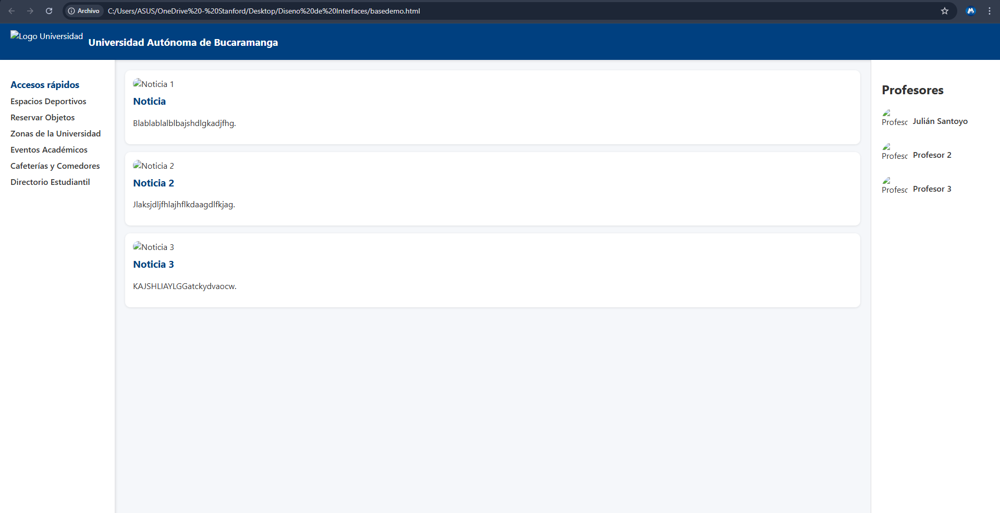 Archivo
C:/Users/ASUS/OneDrive%20-%20Stanford/Desktop/Diseno%20de%20Interfaces/basedemo.html
Logo Universidad
Universidad Autónoma de Bucaramanga
Accesos rápidos
Espacios Deportivos
Reservar Objetos
Zonas de la Universidad
Eventos Académicos
Cafeterías y Comedores
Directorio Estudiantil
Noticia 1
Noticia
Blablablalblbajshdlgkadjfhg.
Noticia 2
Noticia 2
Jlaksjdljfhlajhflkdaagdlfkjag.
Noticia 3
Noticia 3
KAJSHLIAYLGGatckydvaocw.
Profesores
Profesc
Julián Santoyo
Profesc
Profesor 2
Profesc
Profesor 3